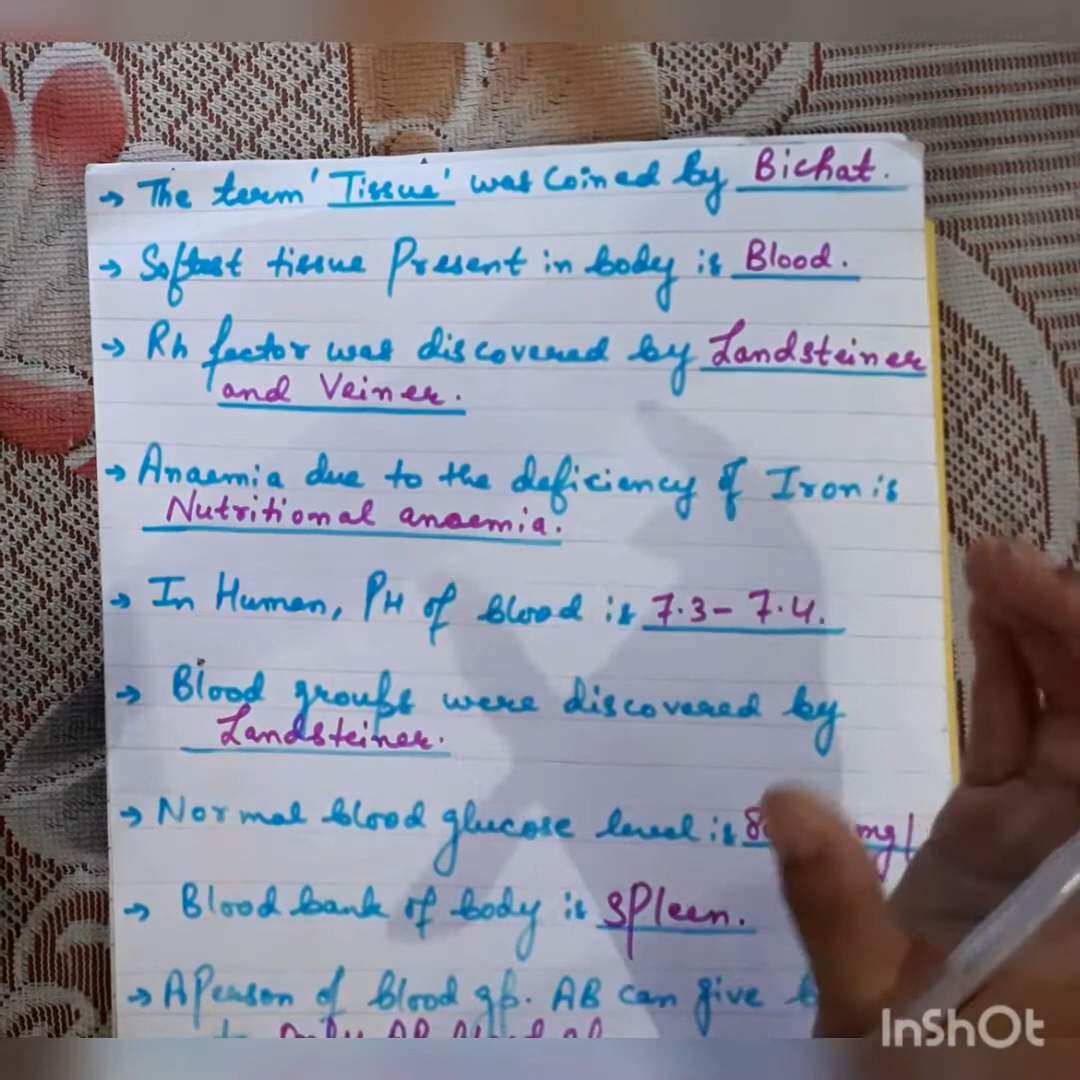 → The term 'Tissue' was coined by Bichat.
→ Softest tissue Present in body is Blood.
→ Rh factor was discovered by Landsteiner
and Veiner.
→ Anaemia due to the deficiency of Iron is
Nutritional anaemia.
→ In Human, PH of blood is 7.3 - 7.4.
→ Blood groups were discovered by
Landsteiner.
→ Normal blood glucose level is mg/
→ Blood bank of body is spleen.
→ A Person of blood gp. AB can give
InShOt